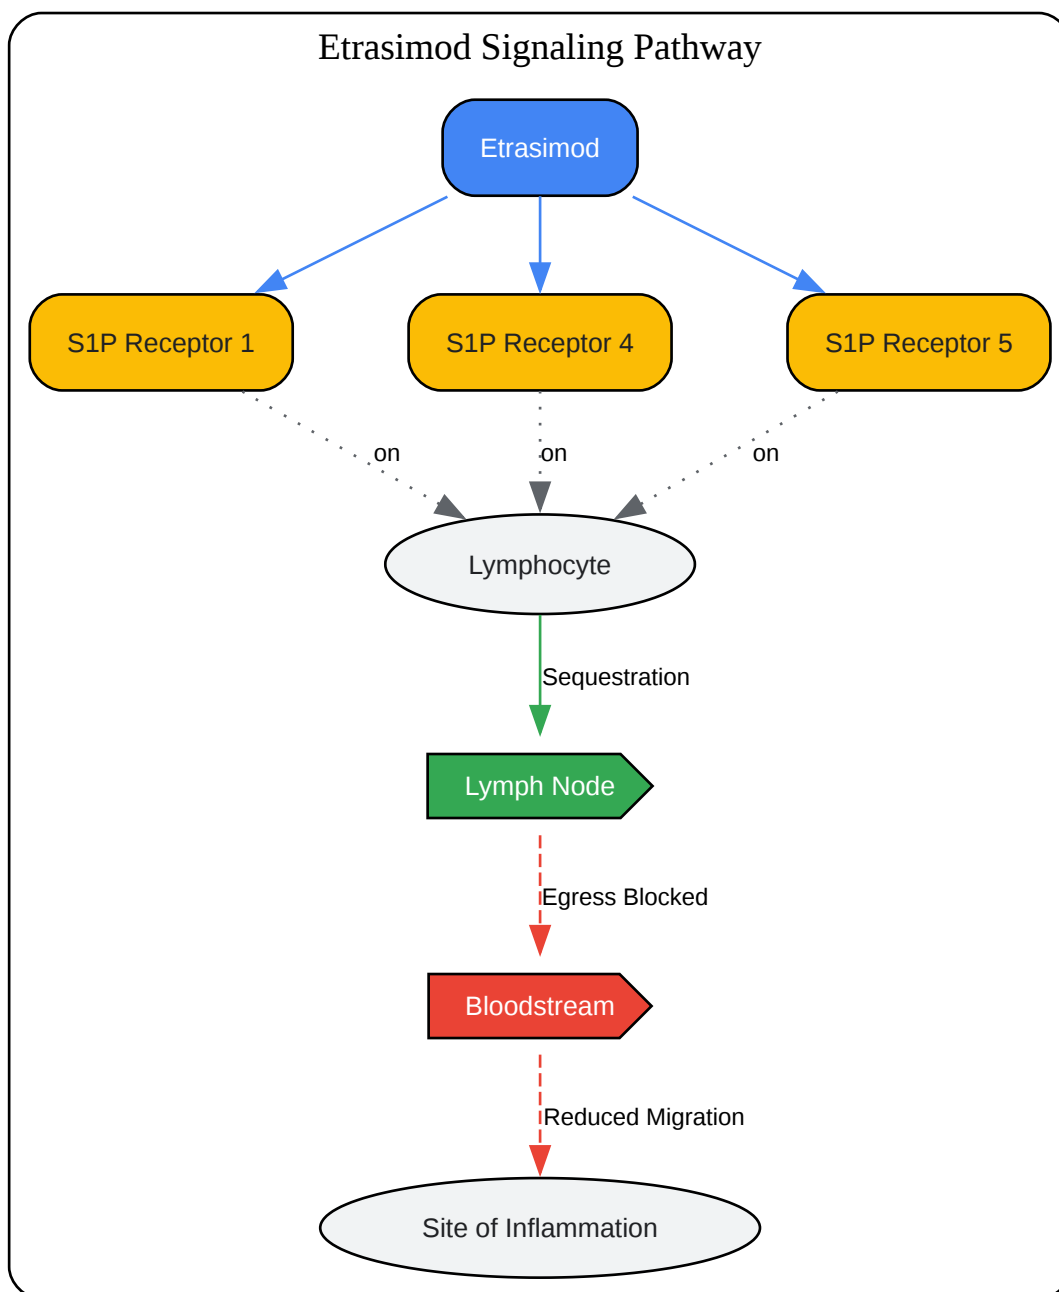 Etrasimod Signaling Pathway
Etrasimod
S1P Receptor 1
S1P Receptor 4
S1P Receptor 5
on
on
on
Lymphocyte
Sequestration
Lymph Node
Egress Blocked
Bloodstream
Reduced Migration
Site of Inflammation